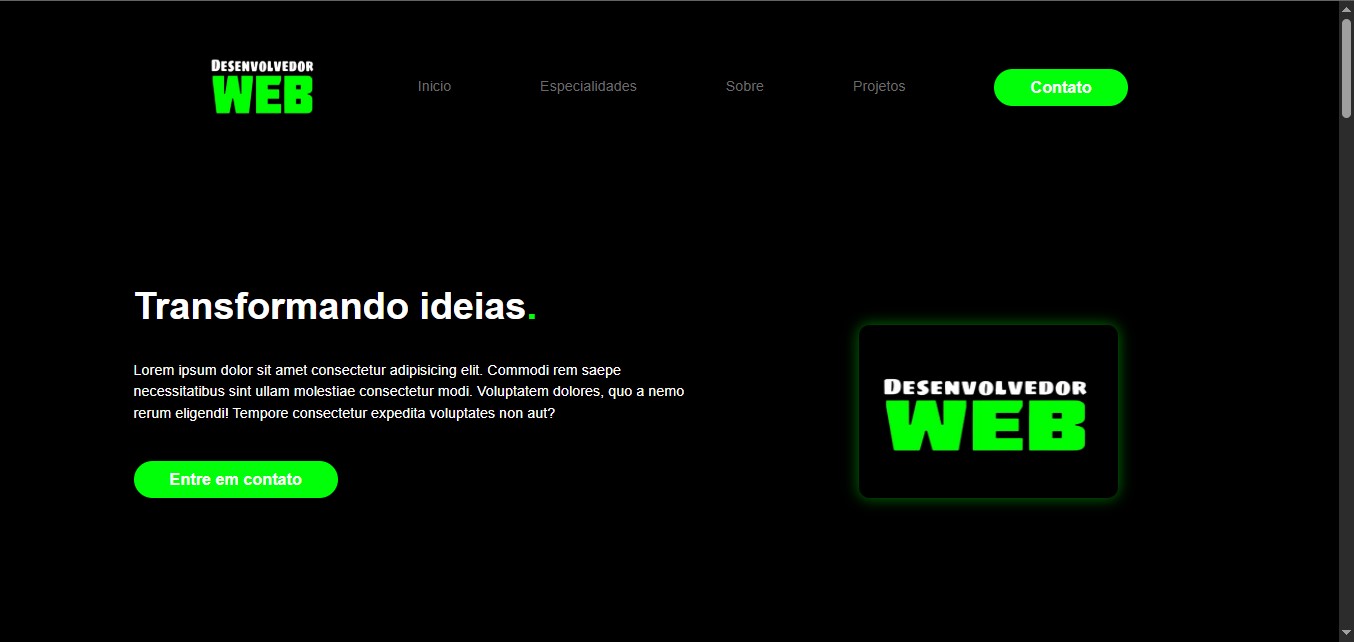 DESENVOLVEDOR
WEB
Inicio
Especialidades
Sobre
Projetos
Contato
Transformando ideias.
Lorem ipsum dolor sit amet consectetur adipisicing elit. Commodi rem saepe
necessitatibus sint ullam molestiae consectetur modi. Voluptatem dolores, quo a nemo
rerum eligendi! Tempore consectetur expedita voluptates non aut?
Entre em contato
DESENVOLVEDOR
WEB